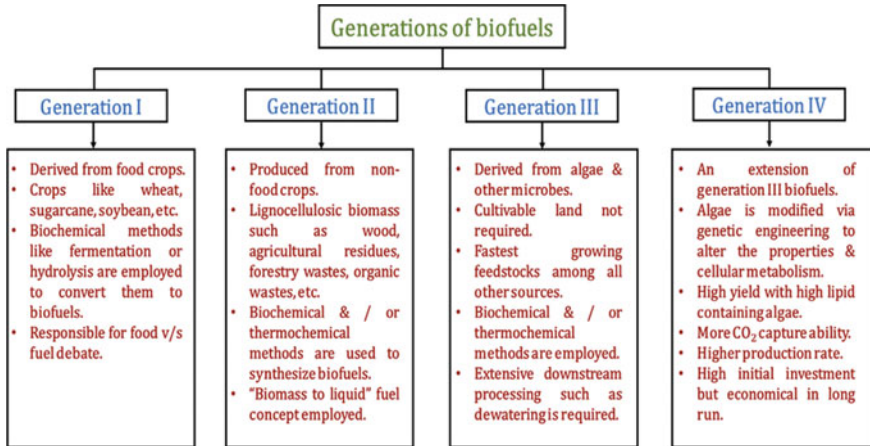 Generations of biofuels
Generation I
Generation II
Generation III
Generation IV
• Derived from food crops.
• Crops like wheat,
sugarcane, soybean, etc.
• Biochemical methods
like fermentation or
hydrolysis are employed
to convert them to
biofuels.
• Responsible for food v/s
fuel debate.
• Produced from non-
food crops.
• Lignocellulosic biomass
such as wood,
agricultural residues,
forestry wastes, organic
wastes, etc.
• Biochemical & / or
thermochemical
methods are used to
synthesize biofuels.
• "Biomass to liquid" fuel
concept employed.
• Derived from algae &
other microbes.
• Cultivable land not
required.
• Fastest growing
feedstocks among all
other sources.
• Biochemical & / or
thermochemical
methods are employed.
• Extensive downstream
processing such as
dewatering is required.
• An extension of
generation III biofuels.
• Algae is modified via
genetic engineering to
alter the properties &
cellular metabolism.
• High yield with high lipid
containing algae.
• More CO₂ capture ability.
• Higher production rate.
• High initial investment
but economical in long
run.